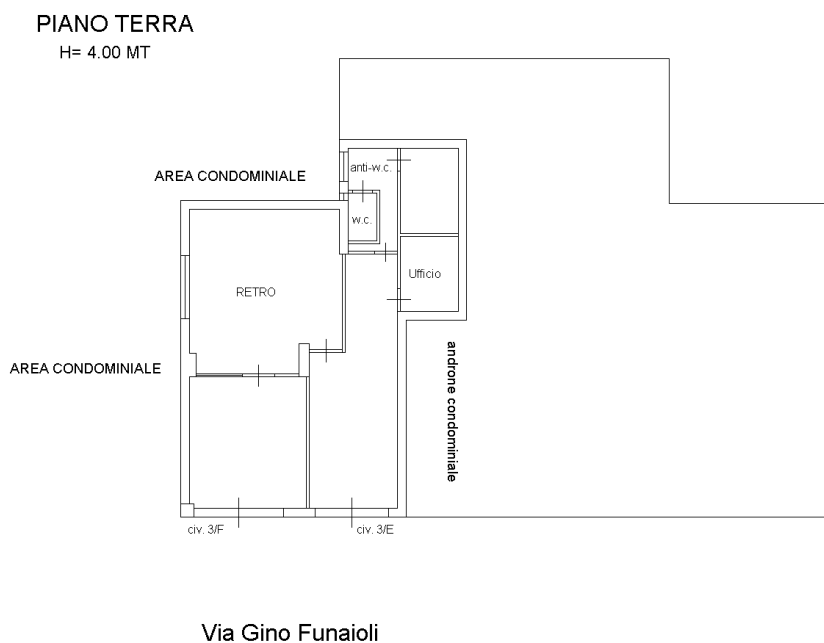 PIANO TERRA
H= 4.00 MT
AREA CONDOMINIALE
anti-w.c.
w.c.
Ufficio
RETRO
AREA CONDOMINIALE
androne condominiale
civ. 3/F
civ. 3/E
Via Gino Funaioli